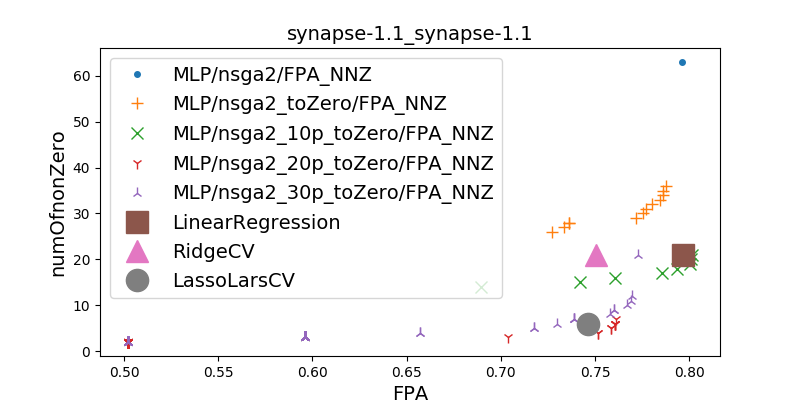 synapse-1.1_synapse-1.1
MLP/nsga2/FPA_NNZ
MLP/nsga2_toZero/FPA_NNZ
MLP/nsga2_10p_toZero/FPA_NNZ
MLP/nsga2_20p_toZero/FPA_NNZ
MLP/nsga2_30p_toZero/FPA_NNZ
LinearRegression
RidgeCV
LassoLarsCV
numOfnonZero
60
50
40
30
20
10
0
0.50 0.55 0.60 0.65 0.70 0.75 0.80
FPA